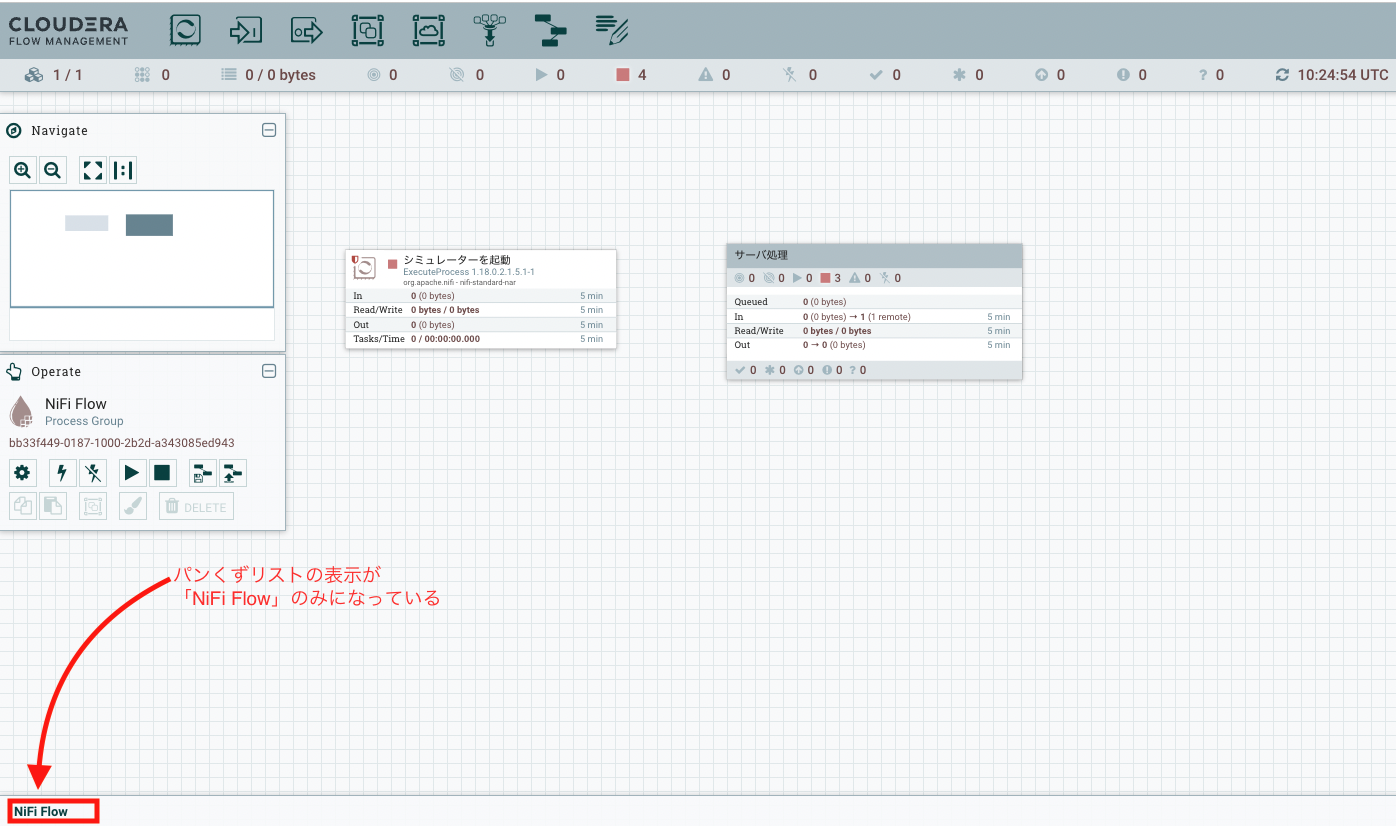 CLOUDERA
FLOW MANAGEMENT
1 / 1 0 0 / 0 bytes 0 0 0 4 0 0 0 0 0 0 ? 0 10:24:54 UTC
Navigate
Operate
NiFi Flow
Process Group
bb33f449-0187-1000-2b2d-a343085ed943
DELETE
シミュレーターを起動
ExecuteProcess 1.18.0.2.1.5.1-1
org.apache.nifi - nifi-standard-nar
In 0 (0 bytes) 5 min
Read/Write 0 bytes / 0 bytes 5 min
Out 0 (0 bytes) 5 min
Tasks/Time 0 / 00:00:00.000 5 min
サーバ処理
0 0 0 3 0 0
Queued 0 (0 bytes)
In 0 (0 bytes) → 1 (1 remote) 5 min
Read/Write 0 bytes / 0 bytes 5 min
Out 0 → 0 (0 bytes) 5 min
0 0 0 0 ? 0
パンくずリストの表示が
「NiFi Flow」のみになっている
NiFi Flow